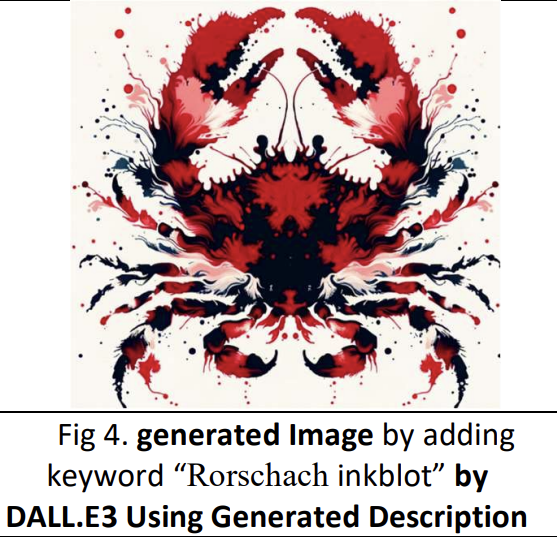 Fig 4. generated Image by adding
keyword “Rorschach inkblot” by
DALL.E3 Using Generated Description